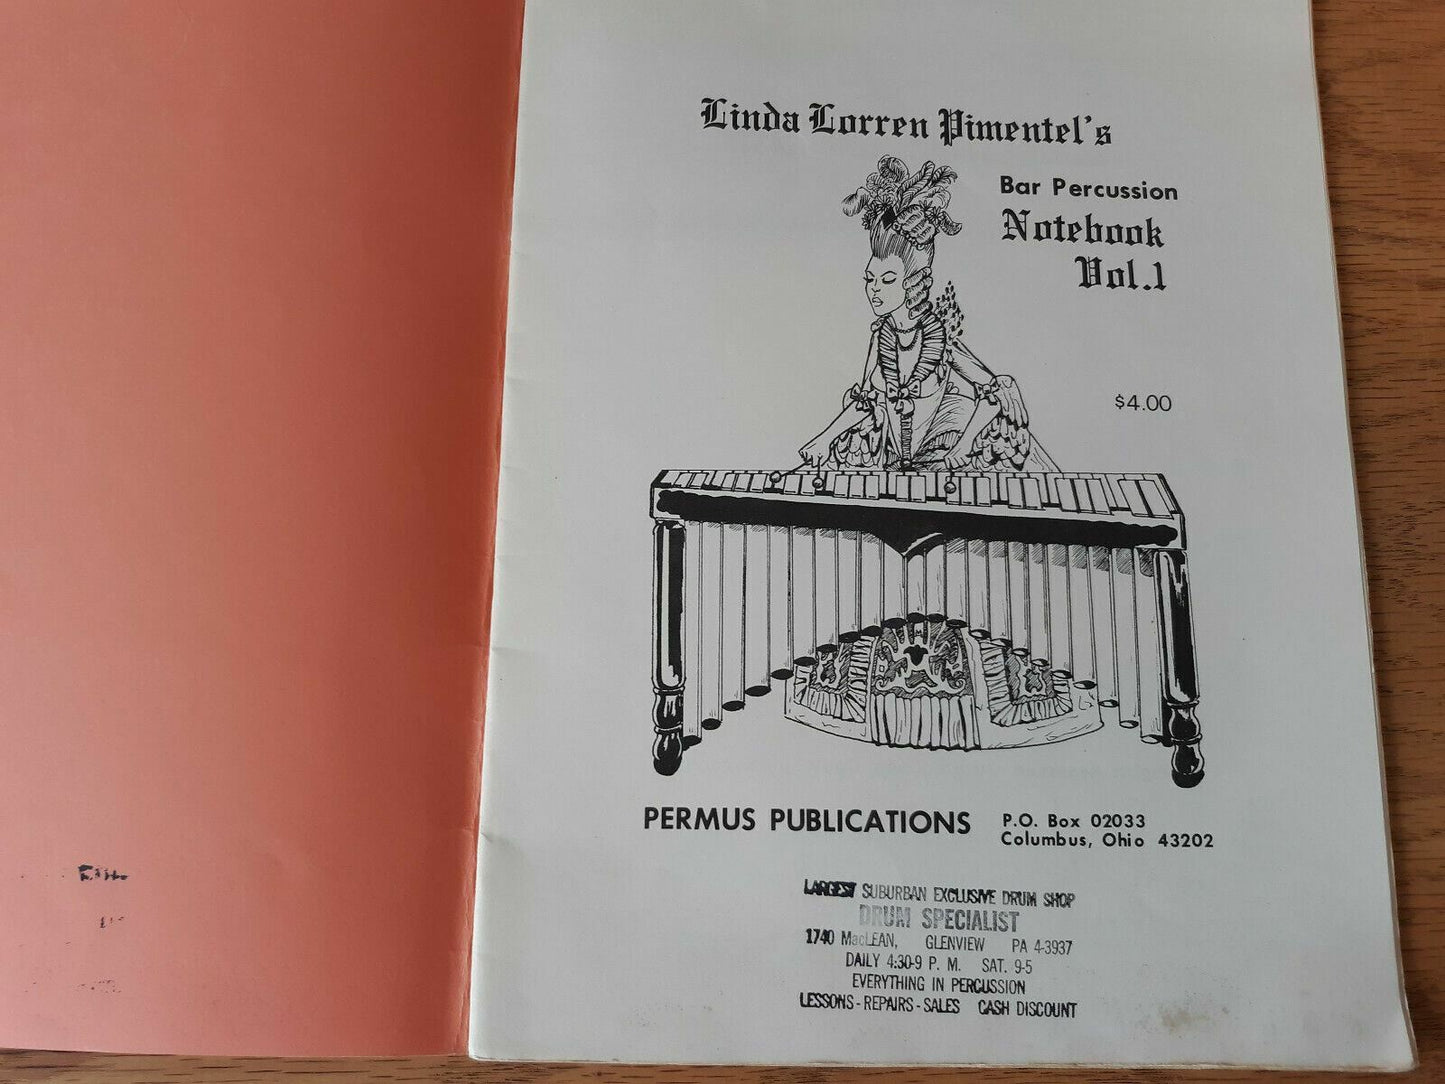 Linda Lorren Pimentel's
Bar Percussion
Notebook
Vol.1
$4.00
PERMUS PUBLICATIONS
P.O. Box 02033
Columbus, Ohio 43202
LARGEST SUBURBAN EXCLUSIVE DRUM SHOP
DRUM SPECIALIST
1740 MacLEAN, GLENVIEW PA 4-3937
DAILY 4:30-9 P. M. SAT. 9-5
EVERYTHING IN PERCUSSION
LESSONS - REPAIRS - SALES CASH DISCOUNT